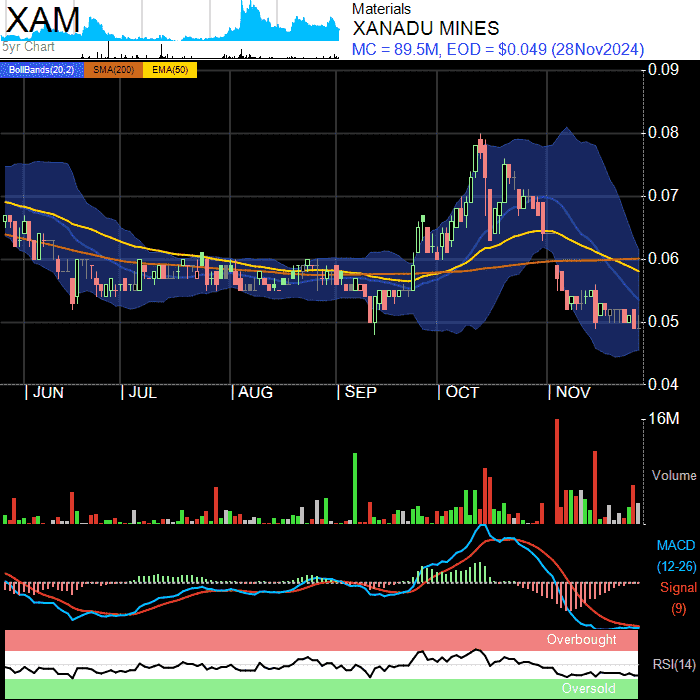 XAM
5yr Chart
Materials
XANADU MINES
MC = 89.5M, EOD = $0.049 (28Nov2024)
BollBands(20,2) SMA(200) EMA(50)
0.09
0.08
0.07
0.06
0.05
0.04
JUN JUL AUG SEP OCT NOV
16M
Volume
MACD
(12-26)
Signal
(9)
Overbought
RSI(14)
Oversold